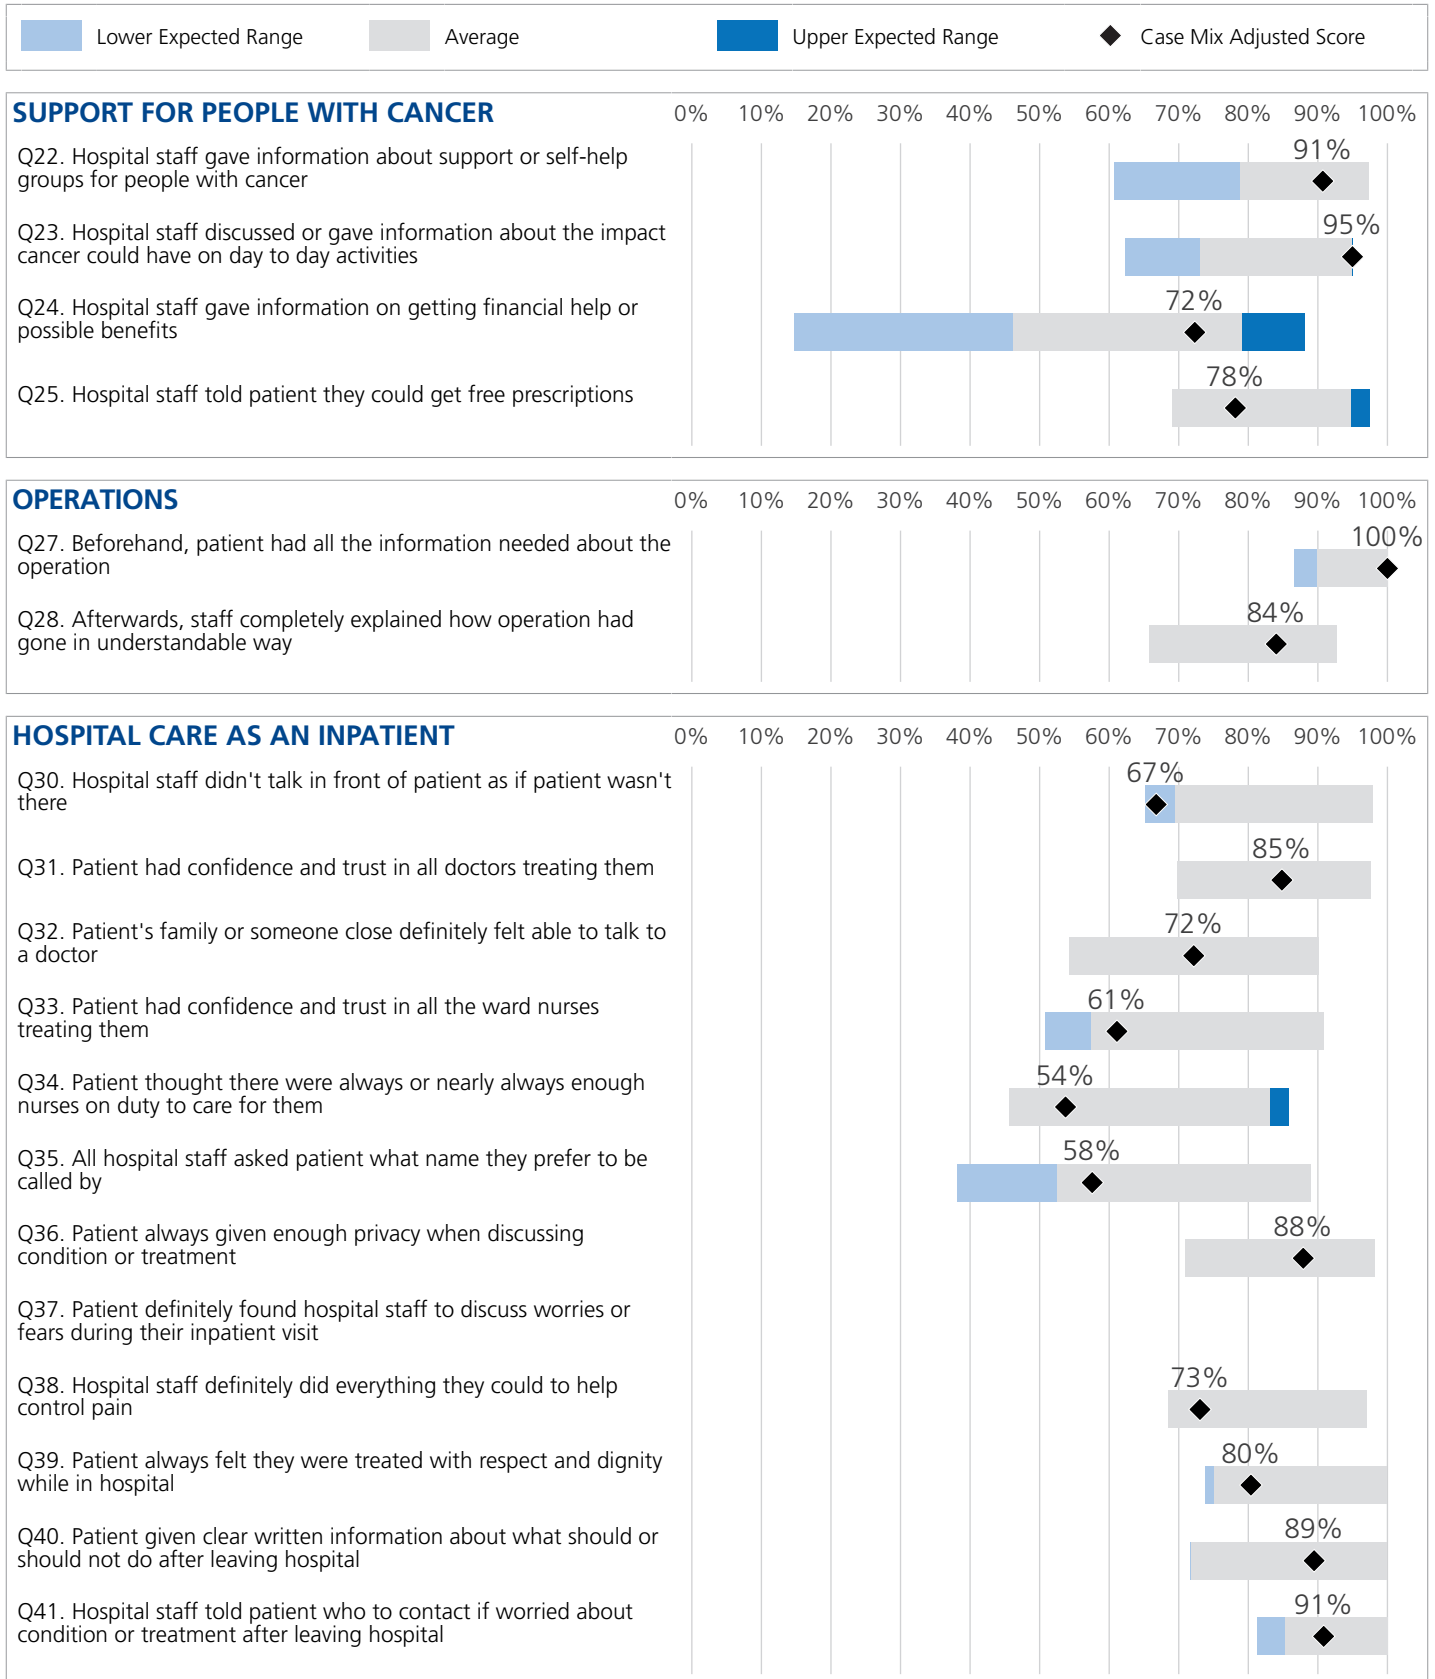 Lower Expected Range Average Upper Expected Range Case Mix Adjusted Score
SUPPORT FOR PEOPLE WITH CANCER 0% 10% 20% 30% 40% 50% 60% 70% 80% 90% 100%
Q22. Hospital staff gave information about support or self-help
groups for people with cancer
91%
Q23. Hospital staff discussed or gave information about the impact
cancer could have on day to day activities
95%
Q24. Hospital staff gave information on getting financial help or
possible benefits
72%
Q25. Hospital staff told patient they could get free prescriptions
78%
OPERATIONS 0% 10% 20% 30% 40% 50% 60% 70% 80% 90% 100%
Q27. Beforehand, patient had all the information needed about the
operation
100%
Q28. Afterwards, staff completely explained how operation had
gone in understandable way
84%
HOSPITAL CARE AS AN INPATIENT 0% 10% 20% 30% 40% 50% 60% 70% 80% 90% 100%
Q30. Hospital staff didn't talk in front of patient as if patient wasn't
there
67%
Q31. Patient had confidence and trust in all doctors treating them
85%
Q32. Patient's family or someone close definitely felt able to talk to
a doctor
72%
Q33. Patient had confidence and trust in all the ward nurses
treating them
61%
Q34. Patient thought there were always or nearly always enough
nurses on duty to care for them
54%
Q35. All hospital staff asked patient what name they prefer to be
called by
58%
Q36. Patient always given enough privacy when discussing
condition or treatment
88%
Q37. Patient definitely found hospital staff to discuss worries or
fears during their inpatient visit
Q38. Hospital staff definitely did everything they could to help
control pain
73%
Q39. Patient always felt they were treated with respect and dignity
while in hospital
80%
Q40. Patient given clear written information about what should or
should not do after leaving hospital
89%
Q41. Hospital staff told patient who to contact if worried about
condition or treatment after leaving hospital
91%